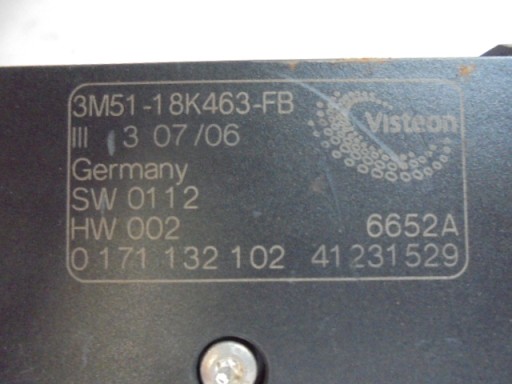 3M51-18K463-FB
Visteon
III 3 07/06
Germany
SW 0112
HW 002 6652A
0 171 132 102 41231529